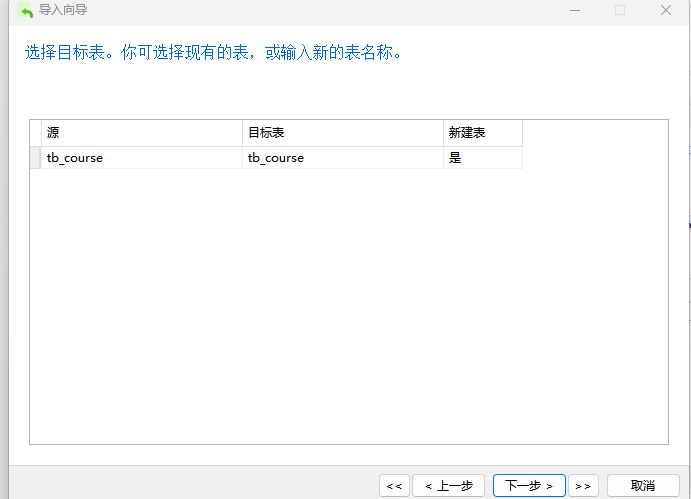 导入向导
选择目标表。你可选择现有的表，或输入新的表名称。
源 目标表 新建表
tb_course tb_course 是
<< < 上一步 下一步 > >> 取消